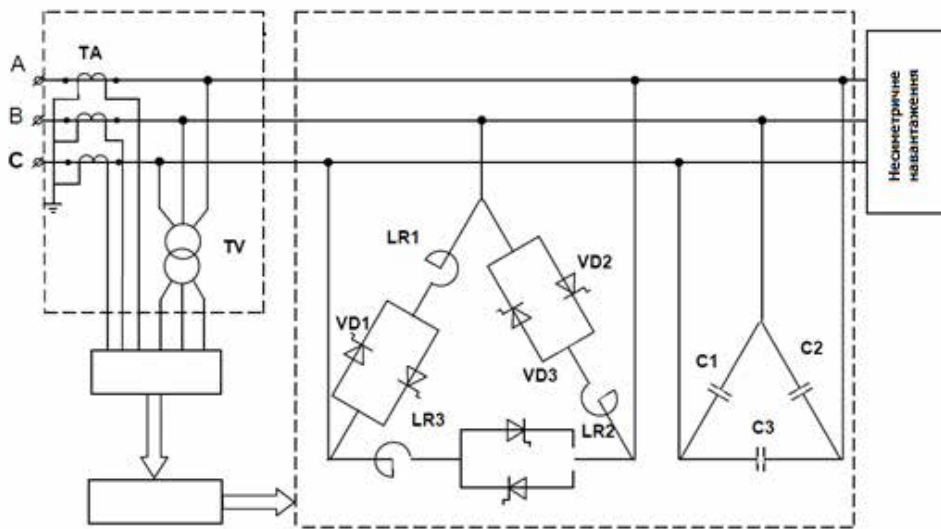 TA
A
B
C
TV
LR1
VD1
VD2
VD3
LR3
LR2
C1
C2
C3
Несиметричне
навантаження